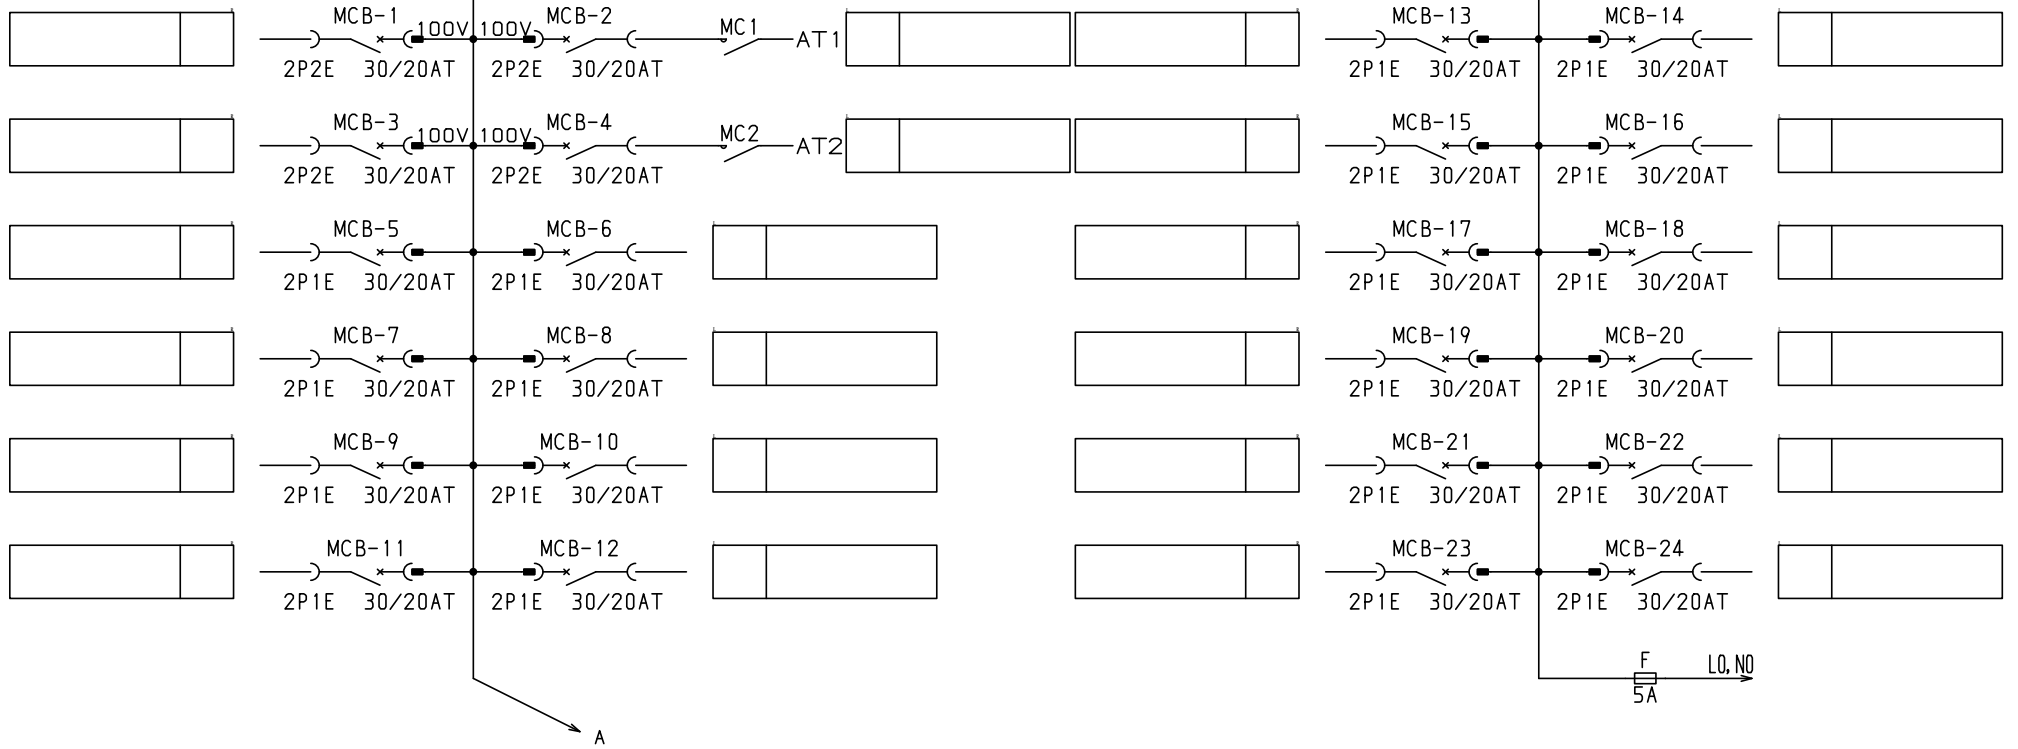 MCB-1 100V 100V MCB-2 MC1 AT1 MCB-13 MCB-14
2P2E 30/20AT 2P2E 30/20AT 2P1E 30/20AT 2P1E 30/20AT
MCB-3 100V 100V MCB-4 MC2 AT2 MCB-15 MCB-16
2P2E 30/20AT 2P2E 30/20AT 2P1E 30/20AT 2P1E 30/20AT
MCB-5 MCB-6 MCB-17 MCB-18
2P1E 30/20AT 2P1E 30/20AT 2P1E 30/20AT 2P1E 30/20AT
MCB-7 MCB-8 MCB-19 MCB-20
2P1E 30/20AT 2P1E 30/20AT 2P1E 30/20AT 2P1E 30/20AT
MCB-9 MCB-10 MCB-21 MCB-22
2P1E 30/20AT 2P1E 30/20AT 2P1E 30/20AT 2P1E 30/20AT
MCB-11 MCB-12 MCB-23 MCB-24
2P1E 30/20AT 2P1E 30/20AT 2P1E 30/20AT 2P1E 30/20AT
F L0,N0
5A
A